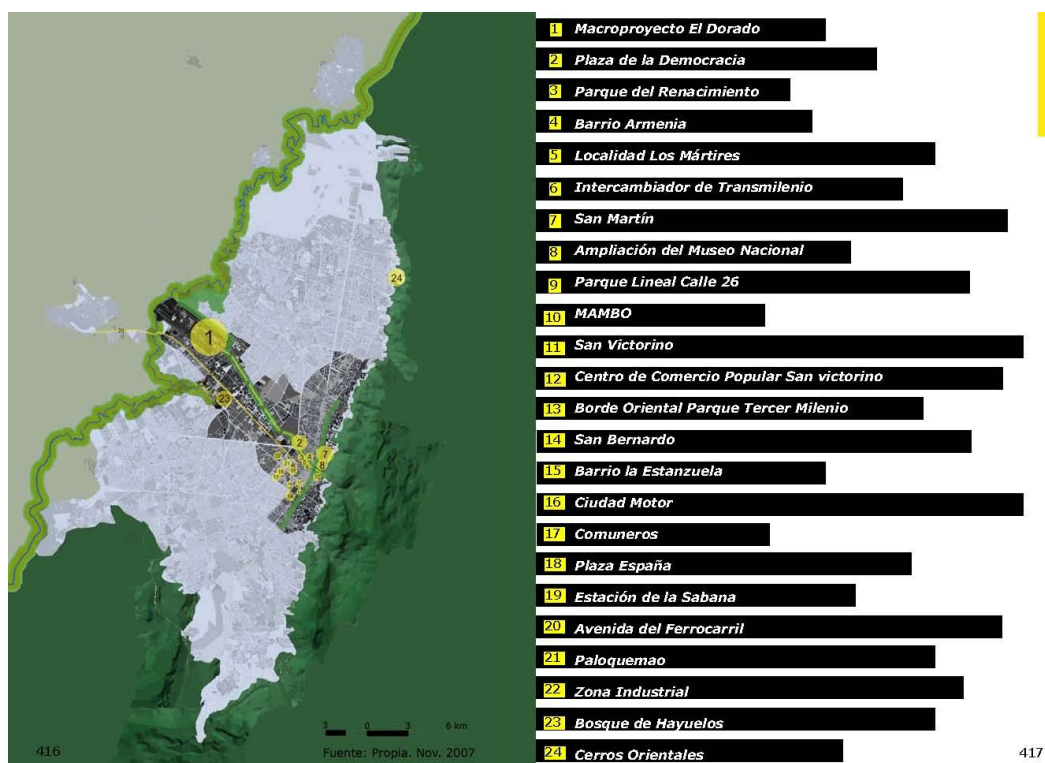 24
1
20
23
2
7
8
3 0 3 6 km
Fuente: Propia. Nov. 2007
416
1 Macroproyecto El Dorado
2 Plaza de la Democracia
3 Parque del Renacimiento
4 Barrio Armenia
5 Localidad Los Mártires
6 Intercambiador de Transmilenio
7 San Martín
8 Ampliación del Museo Nacional
9 Parque Lineal Calle 26
10 MAMBO
11 San Victorino
12 Centro de Comercio Popular San victorino
13 Borde Oriental Parque Tercer Milenio
14 San Bernardo
15 Barrio la Estanzuela
16 Ciudad Motor
17 Comuneros
18 Plaza España
19 Estación de la Sabana
20 Avenida del Ferrocarril
21 Paloquemao
22 Zona Industrial
23 Bosque de Hayuelos
24 Cerros Orientales
417